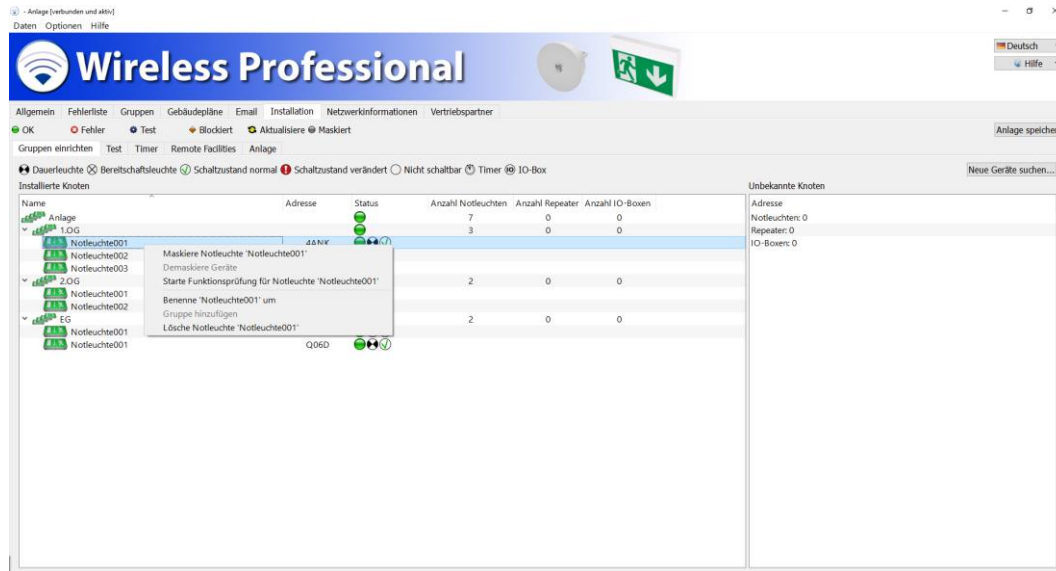 - Anlage [verbunden und aktiv]
Daten Optionen Hilfe
Wireless Professional
Deutsch
Hilfe
Allgemein Fehlerliste Gruppen Gebäudepläne Email Installation Netzwerkinformationen Vertriebspartner
OK Fehler Test Blockiert Aktualisiere Maskiert
Anlage speichern
Gruppen einrichten Test Timer Remote Facilities Anlage
Dauerleuchte Bereitschaftsleuchte Schaltzustand normal Schaltzustand verändert Nicht schaltbar Timer IO IO-Box
Neue Geräte suchen...
Installierte Knoten Unbekannte Knoten
Name Adresse Status Anzahl Notleuchten Anzahl Repeater Anzahl IO-Boxen Adresse
Anlage 7 0 0 Notleuchten: 0
1.OG 3 0 0 Repeater: 0
Notleuchte001 4ANK IO-Boxen: 0
Notleuchte002 Maskiere Notleuchte 'Notleuchte001'
Notleuchte003 Demaskiere Geräte
2.OG Starte Funktionsprüfung für Notleuchte 'Notleuchte001' 2 0 0
Notleuchte001 Benenne 'Notleuchte001' um
Notleuchte002 Gruppe hinzufügen
EG Lösche Notleuchte 'Notleuchte001' 2 0 0
Notleuchte001
Notleuchte001 Q06D